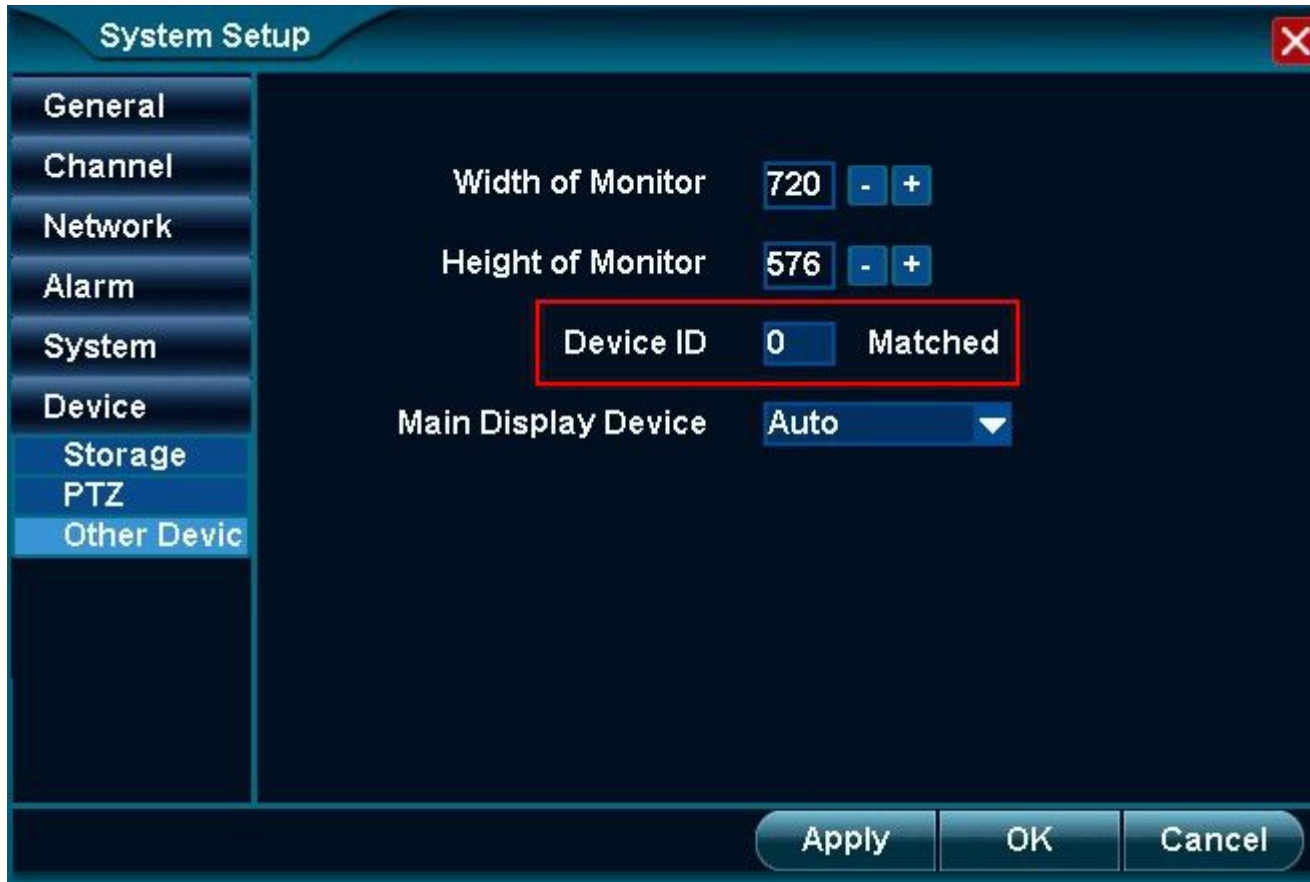 System Setup
General
Channel
Network
Alarm
System
Device
Storage
PTZ
Other Devic
Width of Monitor 720 - +
Height of Monitor 576 - +
Device ID 0 Matched
Main Display Device Auto
Apply OK Cancel